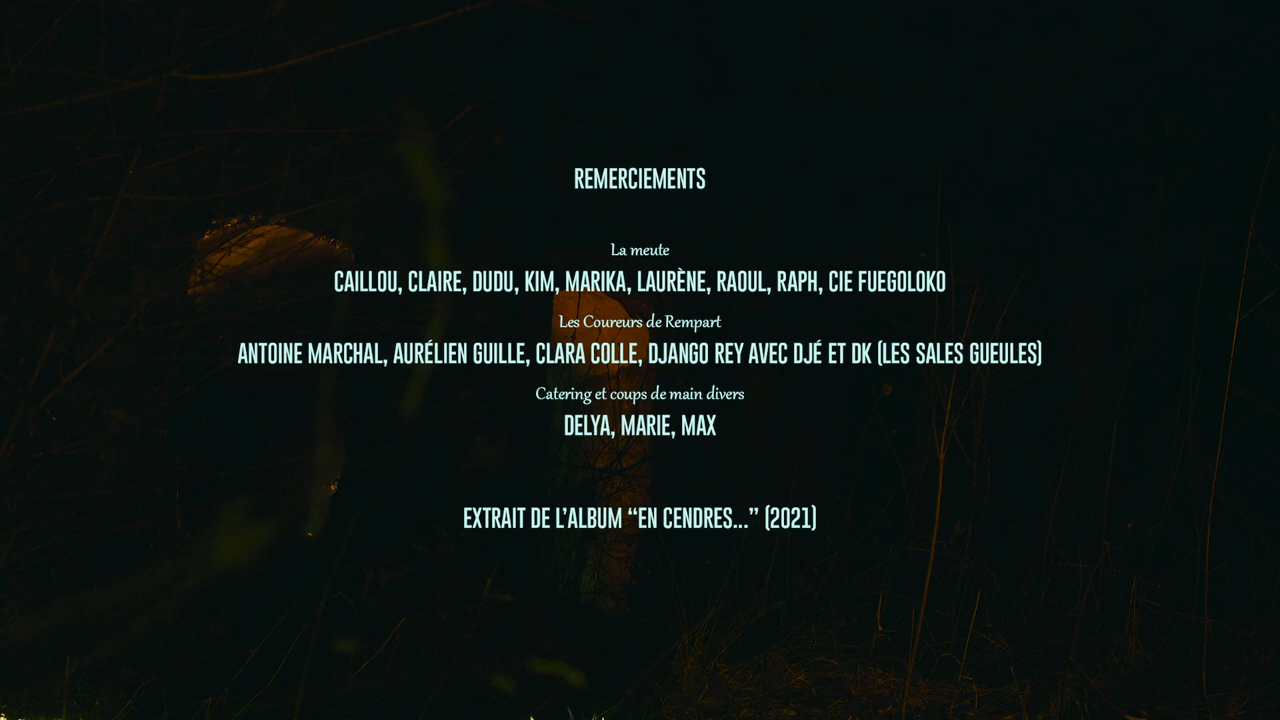 REMERCIEMENTS
La meute
CAILLOU, CLAIRE, DUDU, KIM, MARIKA, LAURÈNE, RAOUL, RAPH, CIE FUEGOLOKO
Les Coureurs de Rempart
ANTOINE MARCHAL, AURÉLIEN GUILLE, CLARA COLLE, DJANGO REY AVEC DJÉ ET DK (LES SALES GUEULES)
Catering et coups de main divers
DELYA, MARIE, MAX
EXTRAIT DE L’ALBUM “EN CENDRES...” (2021)